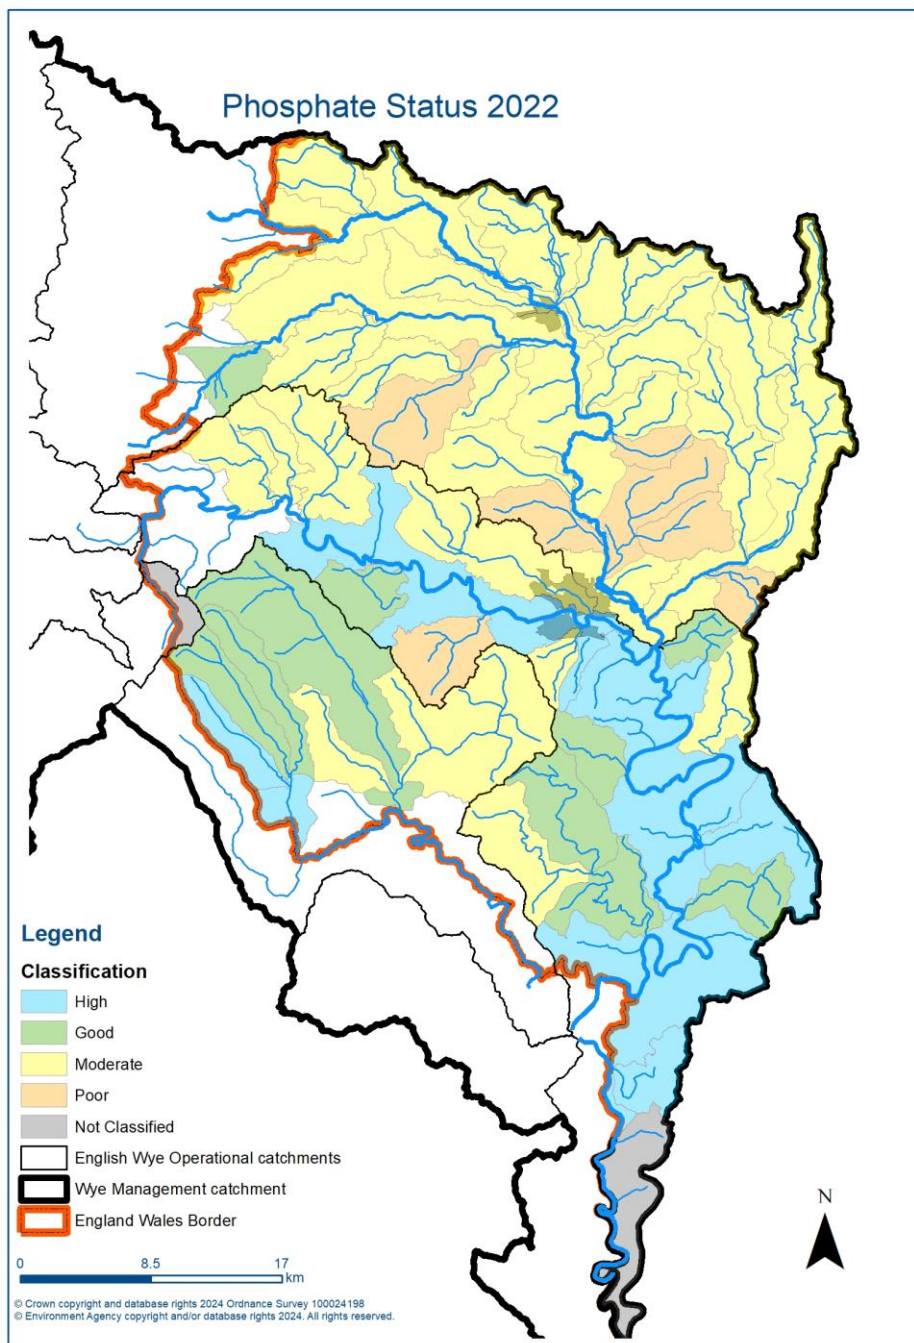 Phosphate Status 2022
Legend
Classification
High
Good
Moderate
Poor
Not Classified
English Wye Operational catchments
Wye Management catchment
England Wales Border
N
0 8.5 17
km
© Crown copyright and database rights 2024 Ordnance Survey 100024198
© Environment Agency copyright and/or database rights 2024. All rights reserved.